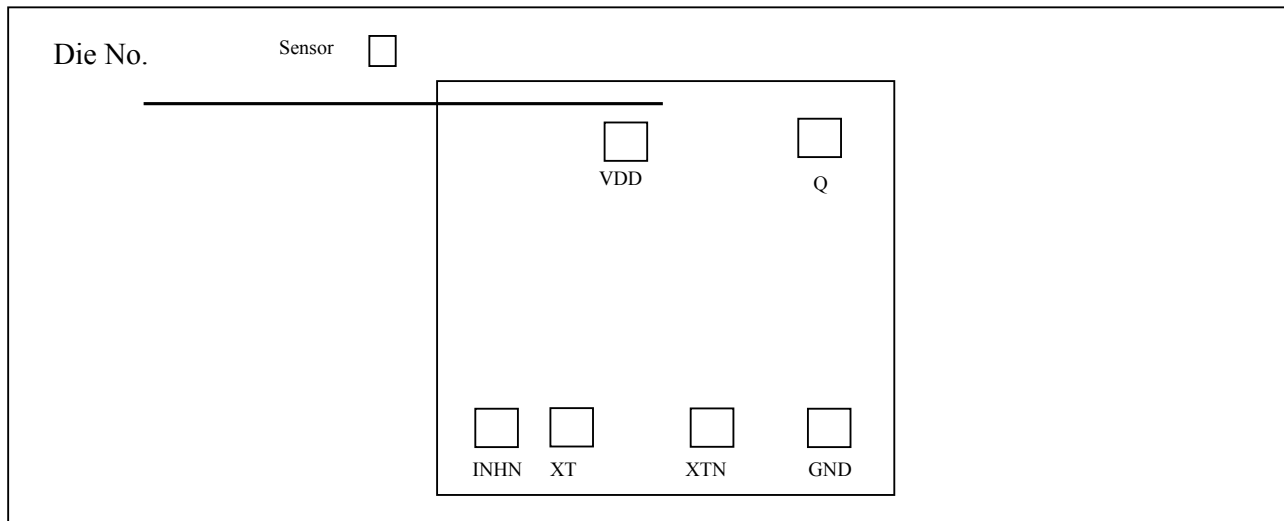 Die No.
Sensor
VDD
Q
INHN XT XTN GND